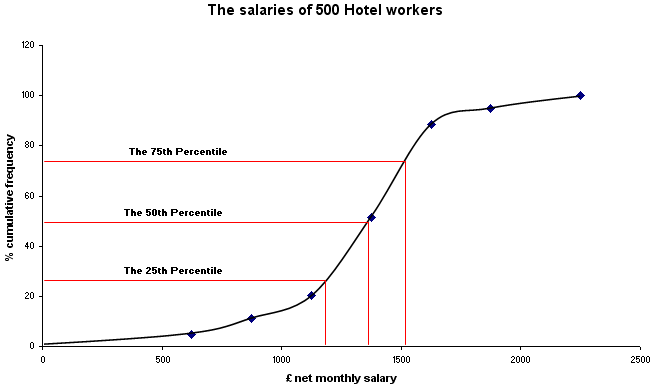 The salaries of 500 Hotel workers
120
100
80
60
40
20
0
% cumulative frequency
The 75th Percentile
The 50th Percentile
The 25th Percentile
0 500 1000 1500 2000 2500
£ net monthly salary